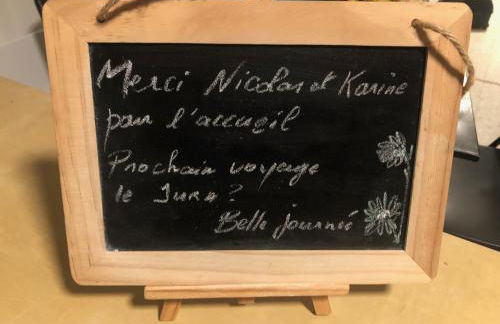 Merci Nicolas et Karine
pour l'accueil
Prochain voyage
le Jura ?
Belle journée